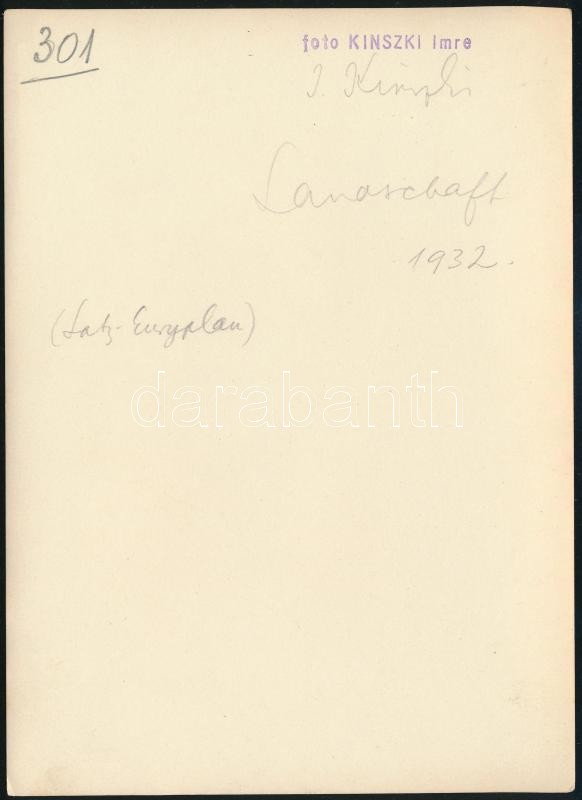 301
foto KINSZKI Imre
I. Kinszki
Landschaft
1932.
(Satz-Euryplan)
darabanth